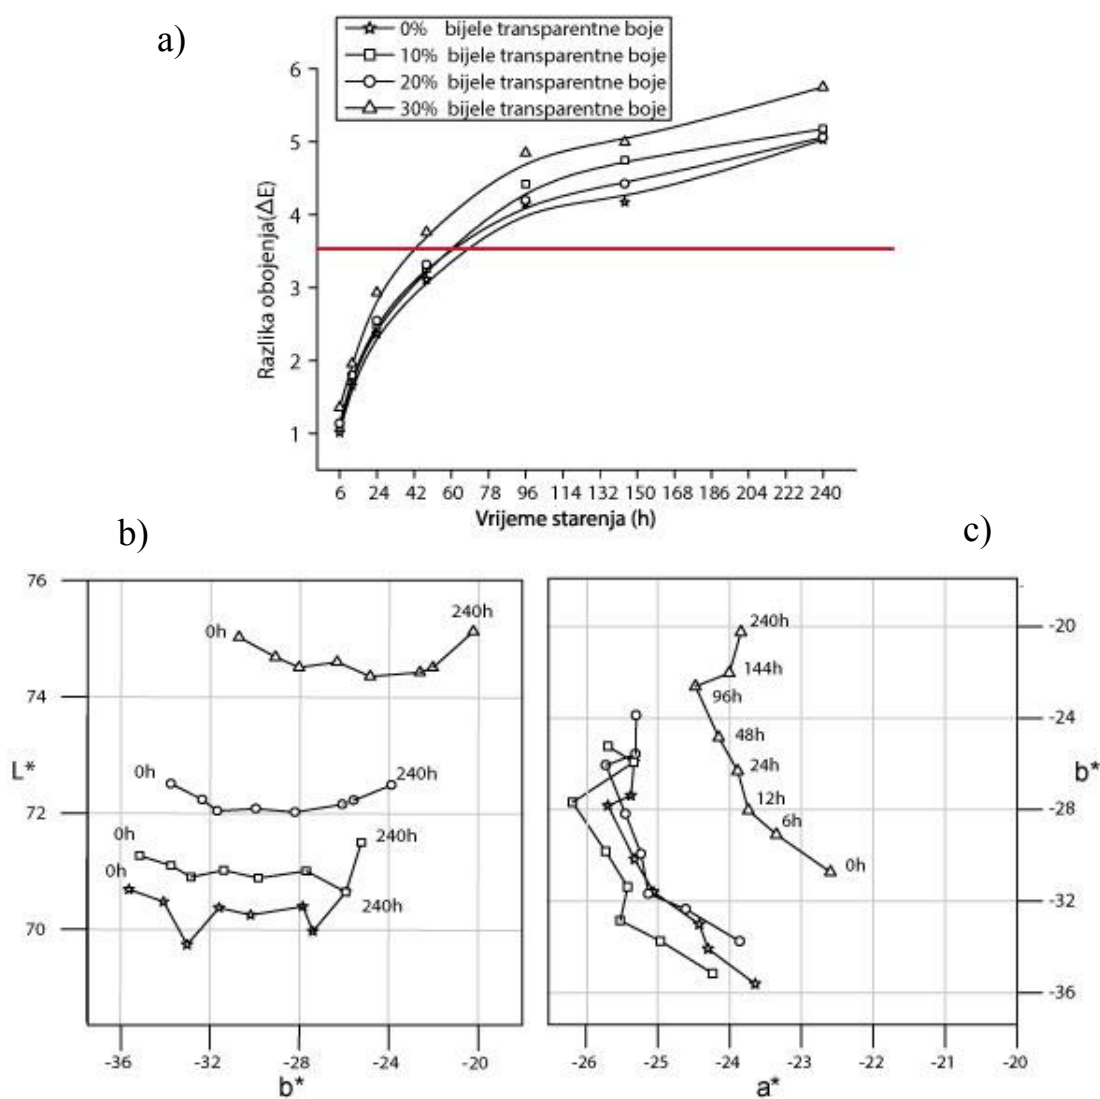 a)
0% bijele transparentne boje
10% bijele transparentne boje
20% bijele transparentne boje
30% bijele transparentne boje
6
5
4
3
2
1
Razlika obojenja(ΔE)
6 24 42 60 78 96 114 132 150 168 186 204 222 240
Vrijeme starenja (h)
b)
76
74
72
70
L*
0h
240h
0h
240h
0h
240h
0h
240h
-36 -32 -28 -24 -20
b*
c)
240h
144h
96h
48h
24h
12h
6h
0h
-20
-24
-28
-32
-36
b*
-26 -25 -24 -23 -22 -21 -20
a*